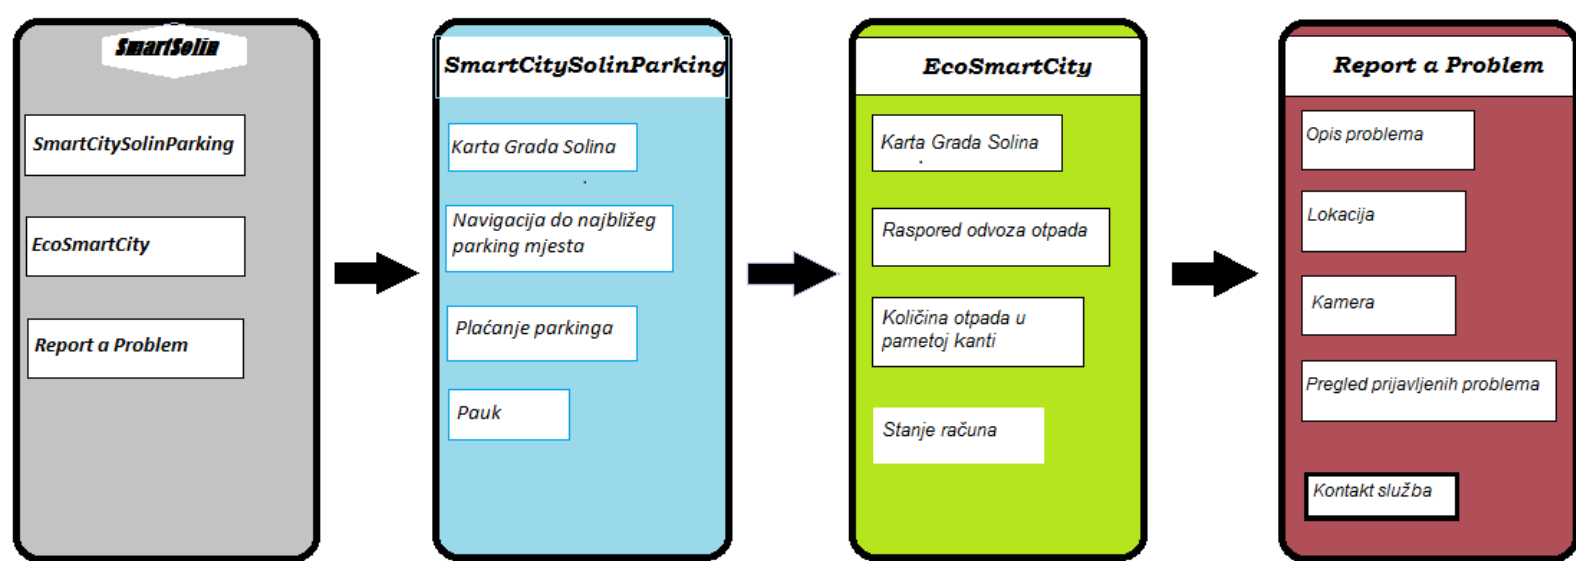 SmartSolin
SmartCitySolinParking
EcoSmartCity
Report a Problem
SmartCitySolinParking
Karta Grada Solina
Navigacija do najbližeg
parking mjesta
Plaćanje parkinga
Pauk
EcoSmartCity
Karta Grada Solina
Raspored odvoza otpada
Količina otpada u
pametoj kanti
Stanje računa
Report a Problem
Opis problema
Lokacija
Kamera
Pregled prijavljenih problema
Kontakt služba